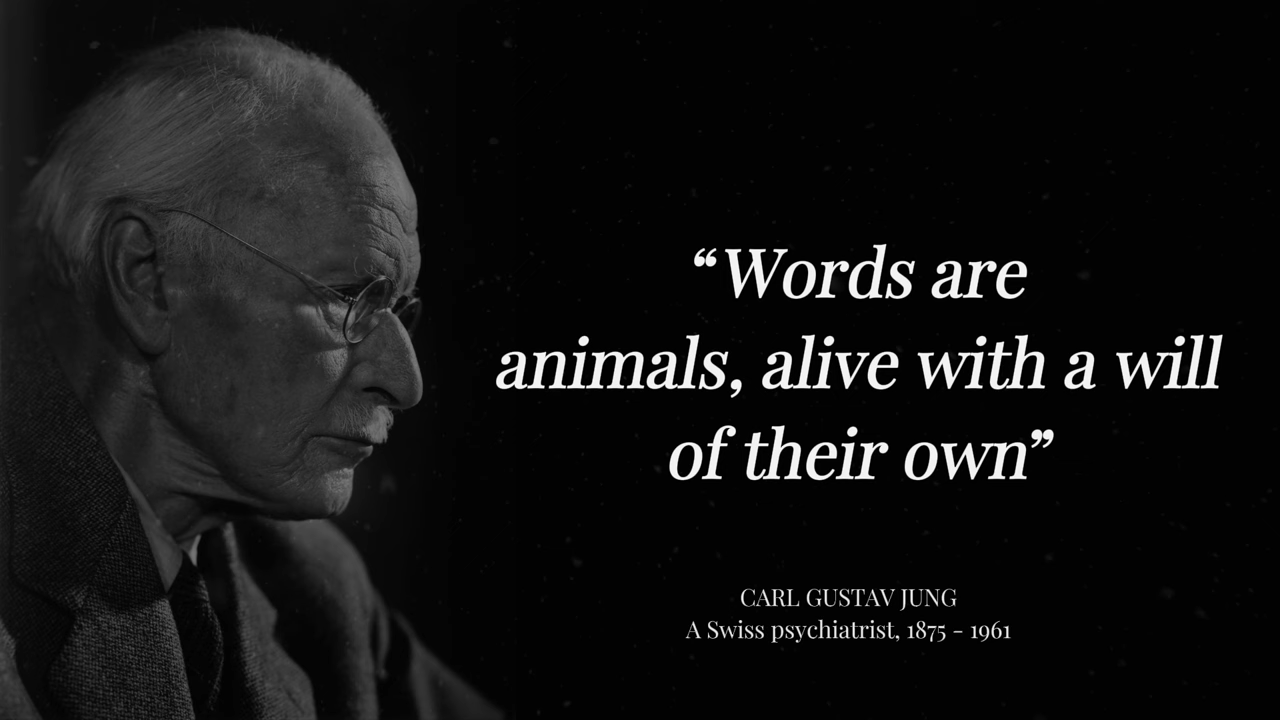 “Words are
animals, alive with a will
of their own”
CARL GUSTAV JUNG
A Swiss psychiatrist, 1875 - 1961